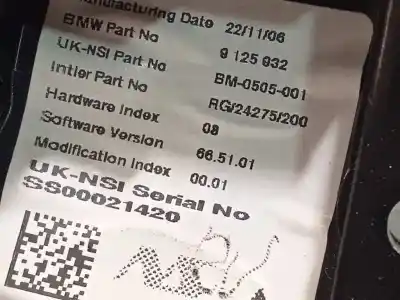 Manufacturing Date 22/11/06
BMW Part No 9 125 932
UK-NSI Part No BM-0505-001
Intier Part No RG/24275/200
Hardware Index 08
Software Version 66.51.01
Modification Index 00.01
UK-NSI Serial No
SS00021420